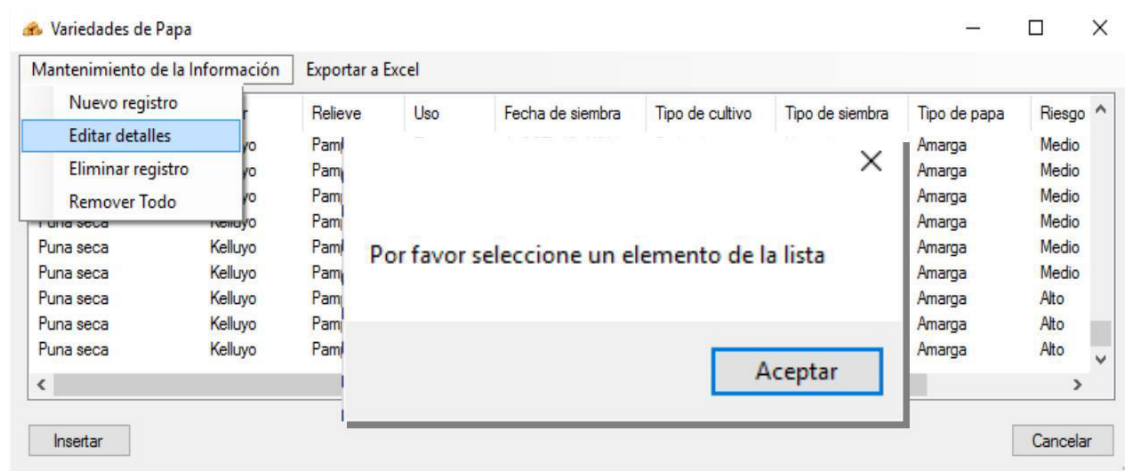 Variedades de Papa
Mantenimiento de la Información Exportar a Excel
Nuevo registro
Editar detalles
Eliminar registro
Remover Todo
Relieve Uso Fecha de siembra Tipo de cultivo Tipo de siembra Tipo de papa Riesgo
Amarga Medio
Amarga Medio
Amarga Medio
Puna seca Kelluyo Amarga Medio
Puna seca Kelluyo Amarga Medio
Puna seca Kelluyo Amarga Medio
Puna seca Kelluyo Amarga Alto
Puna seca Kelluyo Amarga Alto
Puna seca Kelluyo Amarga Alto
Por favor seleccione un elemento de la lista
Aceptar
Insertar Cancelar